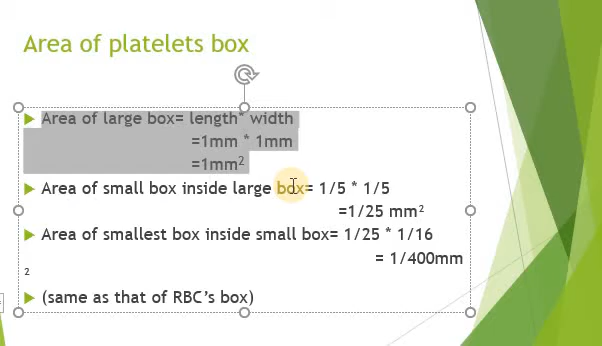 Area of platelets box
Area of large box= length* width
=1mm * 1mm
=1mm²
Area of small box inside large box= 1/5 * 1/5
=1/25 mm²
Area of smallest box inside small box= 1/25 * 1/16
= 1/400mm
2
(same as that of RBC’s box)